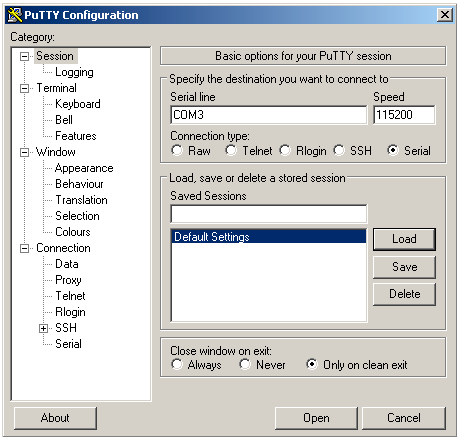 PuTTY Configuration
Category:
Session
Logging
Terminal
Keyboard
Bell
Features
Window
Appearance
Behaviour
Translation
Selection
Colours
Connection
Data
Proxy
Telnet
Rlogin
SSH
Serial
Basic options for your PuTTY session
Specify the destination you want to connect to
Serial line Speed
COM3 115200
Connection type:
Raw Telnet Rlogin SSH Serial
Load, save or delete a stored session
Saved Sessions
Default Settings
Load
Save
Delete
Close window on exit:
Always Never Only on clean exit
About Open Cancel